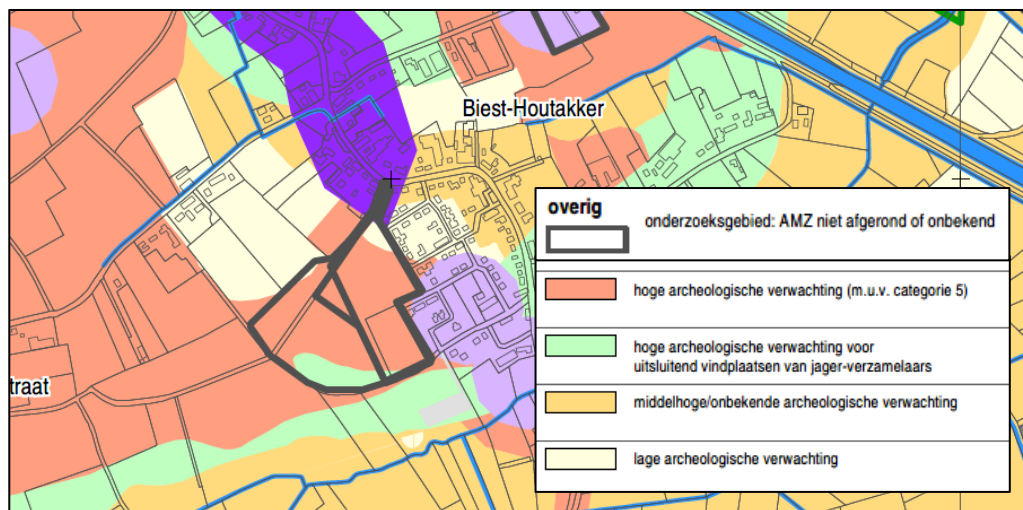 Biest-Houtakker
overig
onderzoeksgebied: AMZ niet afgerond of onbekend
hoge archeologische verwachting (m.u.v. categorie 5)
hoge archeologische verwachting voor
uitsluitend vindplaatsen van jager-verzamelaars
traat
middelhoge/onbekende archeologische verwachting
lage archeologische verwachting